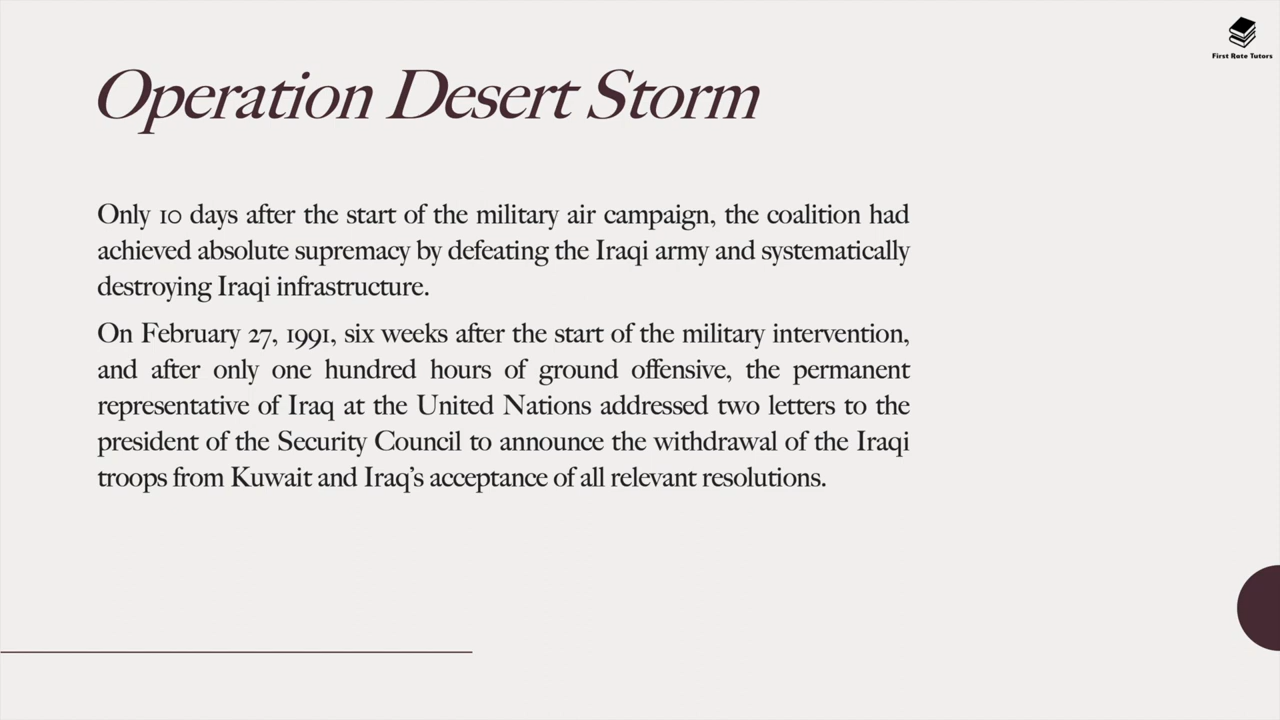 First Rate Tutors
Operation Desert Storm
Only 10 days after the start of the military air campaign, the coalition had
achieved absolute supremacy by defeating the Iraqi army and systematically
destroying Iraqi infrastructure.
On February 27, 1991, six weeks after the start of the military intervention,
and after only one hundred hours of ground offensive, the permanent
representative of Iraq at the United Nations addressed two letters to the
president of the Security Council to announce the withdrawal of the Iraqi
troops from Kuwait and Iraq’s acceptance of all relevant resolutions.